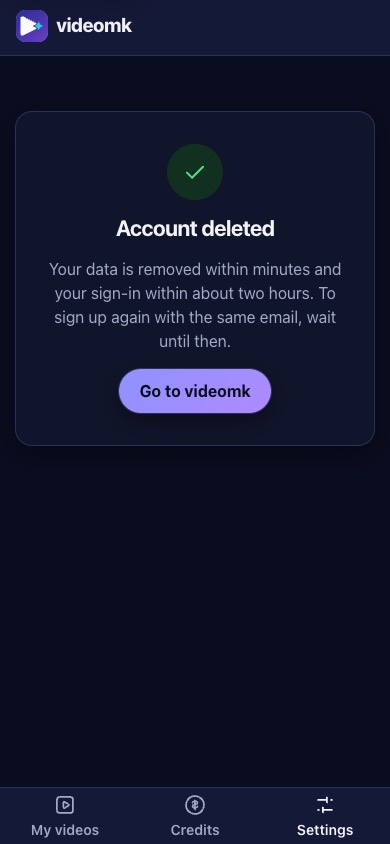 videomk
Account deleted
Your data is removed within minutes and
your sign-in within about two hours. To
sign up again with the same email, wait
until then.
Go to videomk
My videos
Credits
Settings